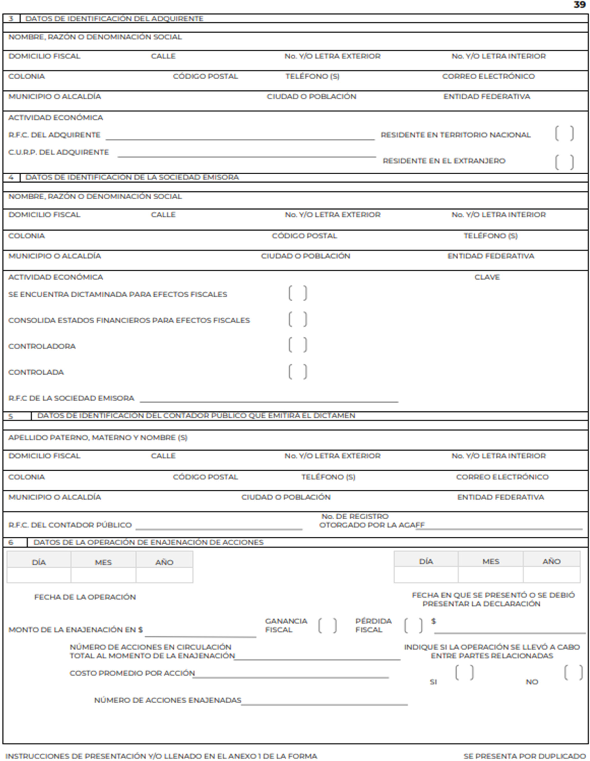 39
3 DATOS DE IDENTIFICACIÓN DEL ADQUIRENTE
NOMBRE, RAZÓN O DENOMINACIÓN SOCIAL
DOMICILIO FISCAL CALLE No. Y/O LETRA EXTERIOR No. Y/O LETRA INTERIOR
COLONIA CÓDIGO POSTAL TELÉFONO (S) CORREO ELECTRÓNICO
MUNICIPIO O ALCALDÍA CIUDAD O POBLACIÓN ENTIDAD FEDERATIVA
ACTIVIDAD ECONÓMICA
R.F.C. DEL ADQUIRENTE RESIDENTE EN TERRITORIO NACIONAL ( )
C.U.R.P. DEL ADQUIRENTE
RESIDENTE EN EL EXTRANJERO ( )
4 DATOS DE IDENTIFICACIÓN DE LA SOCIEDAD EMISORA
NOMBRE, RAZÓN O DENOMINACIÓN SOCIAL
DOMICILIO FISCAL CALLE No. Y/O LETRA EXTERIOR No. Y/O LETRA INTERIOR
COLONIA CÓDIGO POSTAL TELÉFONO (S)
MUNICIPIO O ALCALDÍA CIUDAD O POBLACIÓN ENTIDAD FEDERATIVA
ACTIVIDAD ECONÓMICA CLAVE
SE ENCUENTRA DICTAMINADA PARA EFECTOS FISCALES ( )
CONSOLIDA ESTADOS FINANCIEROS PARA EFECTOS FISCALES ( )
CONTROLADORA ( )
CONTROLADA ( )
R.F.C DE LA SOCIEDAD EMISORA
5 DATOS DE IDENTIFICACIÓN DEL CONTADOR PÚBLICO QUE EMITIRÁ EL DICTAMEN
APELLIDO PATERNO, MATERNO Y NOMBRE (S)
DOMICILIO FISCAL CALLE No. Y/O LETRA EXTERIOR No. Y/O LETRA INTERIOR
COLONIA CÓDIGO POSTAL TELÉFONO (S) CORREO ELECTRÓNICO
MUNICIPIO O ALCALDÍA CIUDAD O POBLACIÓN ENTIDAD FEDERATIVA
No. DE REGISTRO
R.F.C. DEL CONTADOR PÚBLICO OTORGADO POR LA AGAFF
6 DATOS DE LA OPERACIÓN DE ENAJENACIÓN DE ACCIONES
DÍA MES AÑO DÍA MES AÑO
FECHA DE LA OPERACIÓN FECHA EN QUE SE PRESENTÓ O SE DEBIÓ
PRESENTAR LA DECLARACIÓN
GANANCIA ( ) PÉRDIDA ( ) $
MONTO DE LA ENAJENACIÓN EN $ FISCAL FISCAL
NÚMERO DE ACCIONES EN CIRCULACIÓN INDIQUE SI LA OPERACIÓN SE LLEVÓ A CABO
TOTAL AL MOMENTO DE LA ENAJENACIÓN ENTRE PARTES RELACIONADAS
COSTO PROMEDIO POR ACCIÓN ( ) ( )
SI NO
NÚMERO DE ACCIONES ENAJENADAS
INSTRUCCIONES DE PRESENTACIÓN Y/O LLENADO EN EL ANEXO 1 DE LA FORMA SE PRESENTA POR DUPLICADO